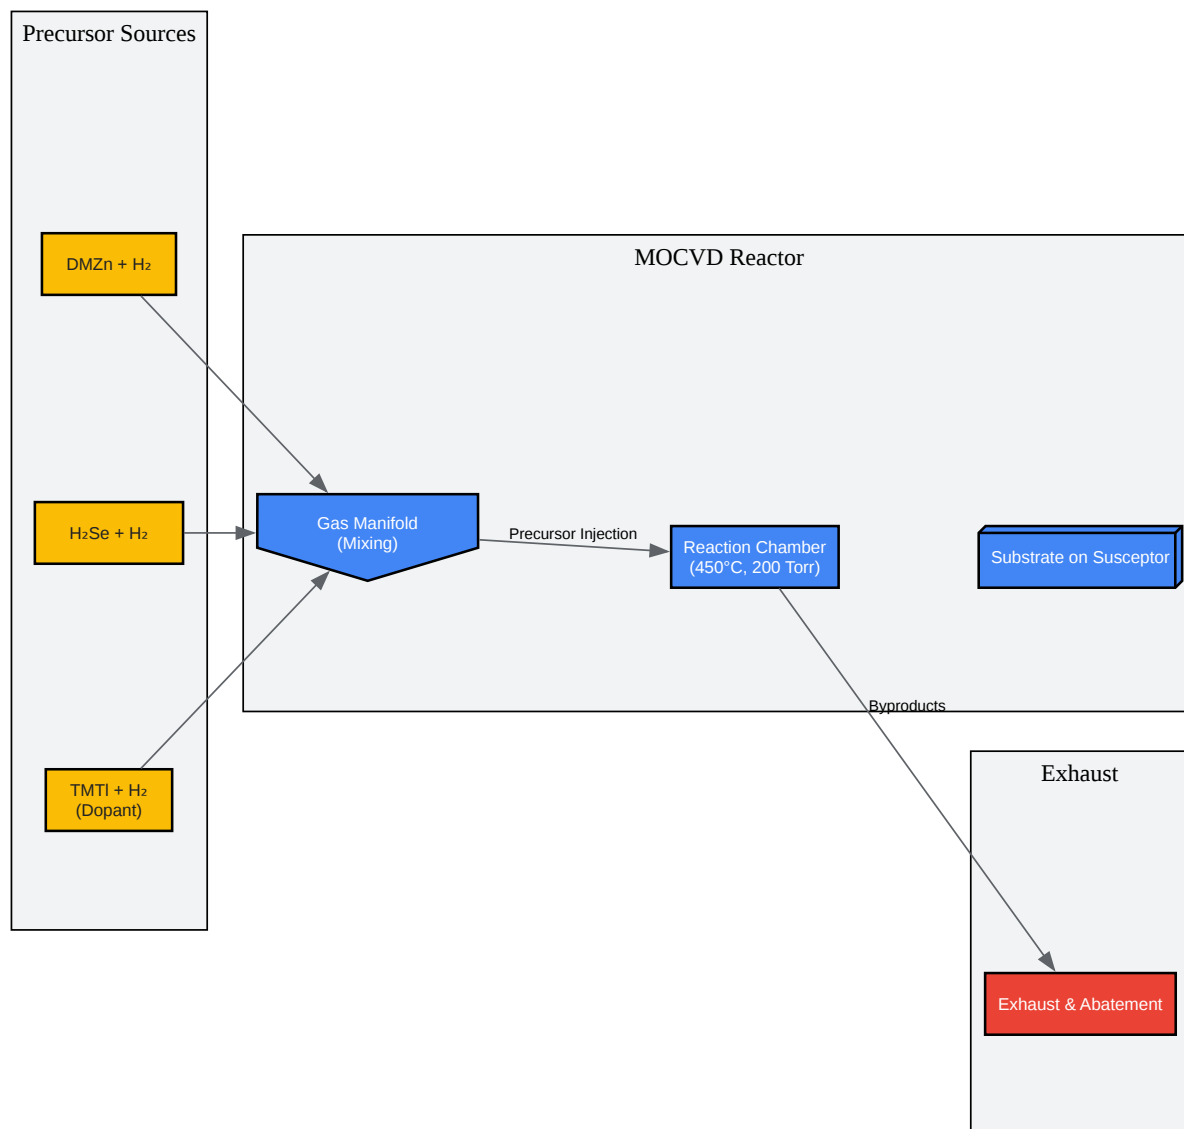 Precursor Sources
DMZn + H₂
H₂Se + H₂
TMTl + H₂
(Dopant)
MOCVD Reactor
Gas Manifold
(Mixing)
Precursor Injection
Reaction Chamber
(450°C, 200 Torr)
Substrate on Susceptor
Byproducts
Exhaust
Exhaust & Abatement